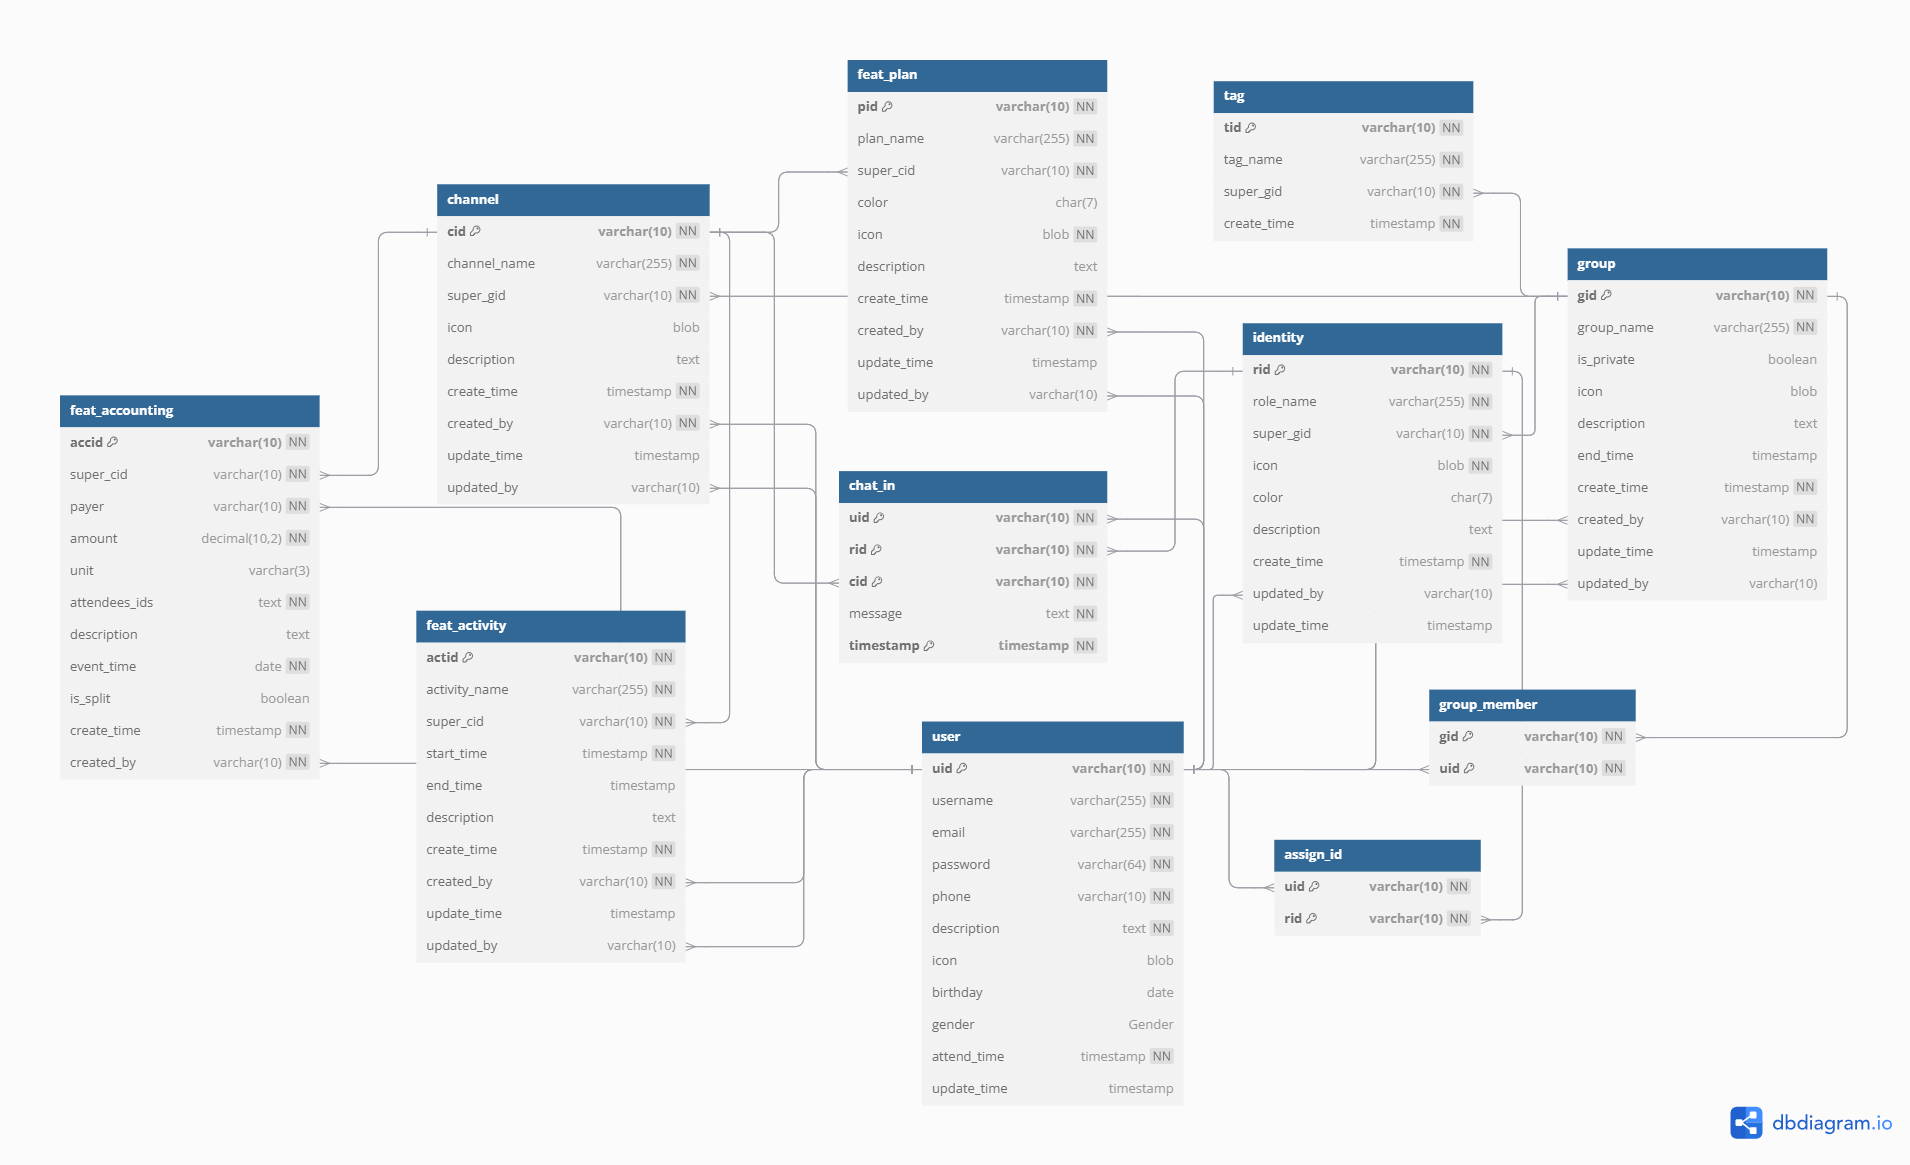 feat_plan
pid varchar(10) NN
plan_name varchar(255) NN
super_cid varchar(10) NN
color char(7)
icon blob NN
description text
create_time timestamp NN
created_by varchar(10) NN
update_time timestamp
updated_by varchar(10)
tag
tid varchar(10) NN
tag_name varchar(255) NN
super_gid varchar(10) NN
create_time timestamp NN
channel
cid varchar(10) NN
channel_name varchar(255) NN
super_gid varchar(10) NN
icon blob
description text
create_time timestamp NN
created_by varchar(10) NN
update_time timestamp
updated_by varchar(10)
group
gid varchar(10) NN
group_name varchar(255) NN
is_private boolean
icon blob
description text
end_time timestamp
create_time timestamp NN
created_by varchar(10) NN
update_time timestamp
updated_by varchar(10)
identity
rid varchar(10) NN
role_name varchar(255) NN
super_gid varchar(10) NN
icon blob NN
color char(7)
description text
create_time timestamp NN
updated_by varchar(10)
update_time timestamp
feat_accounting
accid varchar(10) NN
super_cid varchar(10) NN
payer varchar(10) NN
amount decimal(10,2) NN
unit varchar(3)
attendees_ids text NN
description text
event_time date NN
is_split boolean
create_time timestamp NN
created_by varchar(10) NN
chat_in
uid varchar(10) NN
rid varchar(10) NN
cid varchar(10) NN
message text NN
timestamp timestamp NN
feat_activity
actid varchar(10) NN
activity_name varchar(255) NN
super_cid varchar(10) NN
start_time timestamp NN
end_time timestamp
description text
create_time timestamp NN
created_by varchar(10) NN
update_time timestamp
updated_by varchar(10)
group_member
gid varchar(10) NN
uid varchar(10) NN
user
uid varchar(10) NN
username varchar(255) NN
email varchar(255) NN
password varchar(64) NN
phone varchar(10) NN
description text NN
icon blob
birthday date
gender Gender
attend_time timestamp NN
update_time timestamp
assign_id
uid varchar(10) NN
rid varchar(10) NN
dbdiagram.io